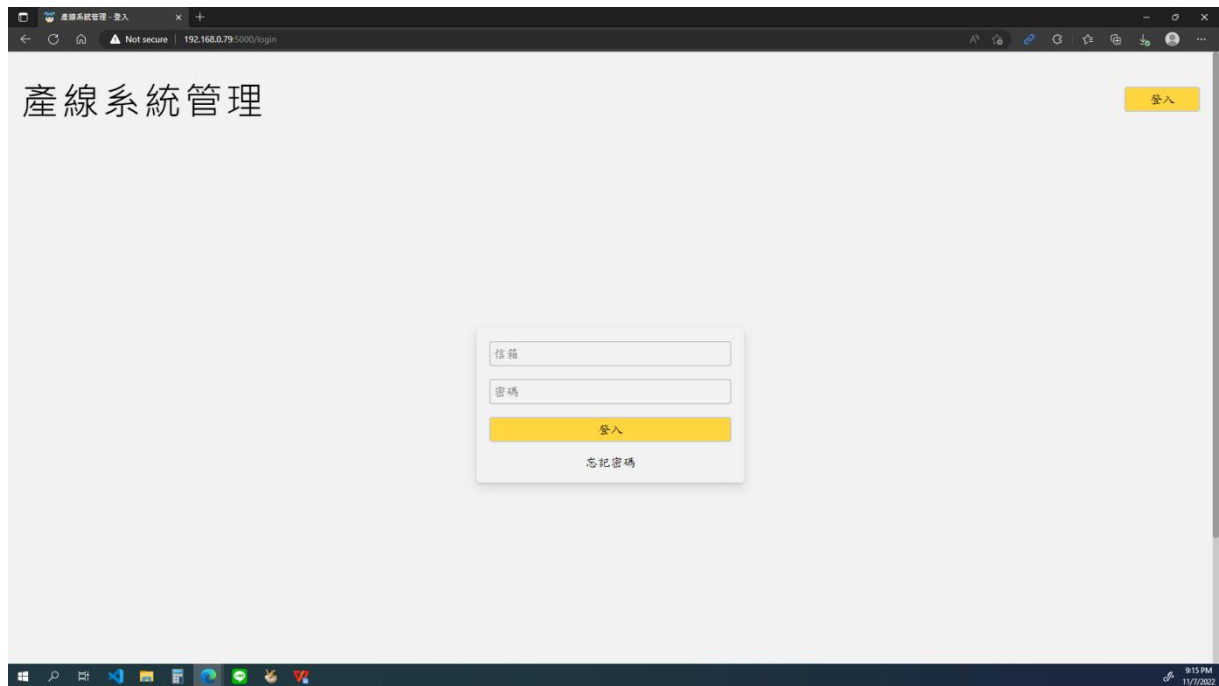 產線系統管理 - 登入
Not secure | 192.168.0.79:5000/login
產線系統管理
登入
信箱
密碼
登入
忘記密碼
9:15 PM
11/7/2022